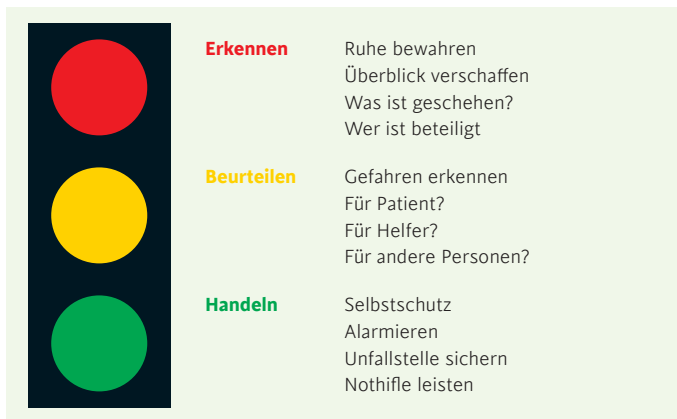 Erkennen Ruhe bewahren
Überblick verschaffen
Was ist geschehen?
Wer ist beteiligt
Beurteilen Gefahren erkennen
Für Patient?
Für Helfer?
Für andere Personen?
Handeln Selbstschutz
Alarmieren
Unfallstelle sichern
Nothifle leisten